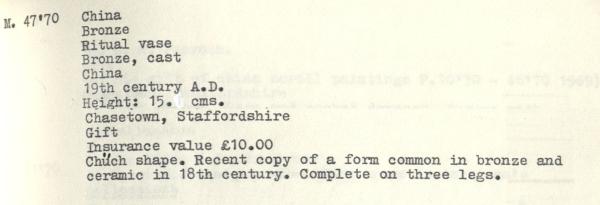 M. 47'70 China
Bronze
Ritual vase
Bronze, cast
China
19th century A.D.
Height: 15. cms.
Chasetown, Staffordshire
Gift
Insurance value £10.00
Chüch shape. Recent copy of a form common in bronze and
ceramic in 18th century. Complete on three legs.